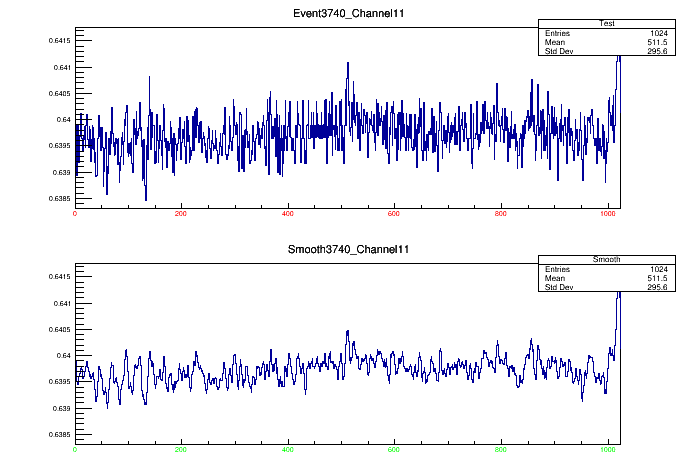 Event3740_Channel11
Test
Entries 1024
Mean 511.5
Std Dev 295.6
0.6415
0.641
0.6405
0.64
0.6395
0.639
0.6385
0 200 400 600 800 1000
Smooth3740_Channel11
Smooth
Entries 1024
Mean 511.5
Std Dev 295.6
0.6415
0.641
0.6405
0.64
0.6395
0.639
0.6385
0 200 400 600 800 1000